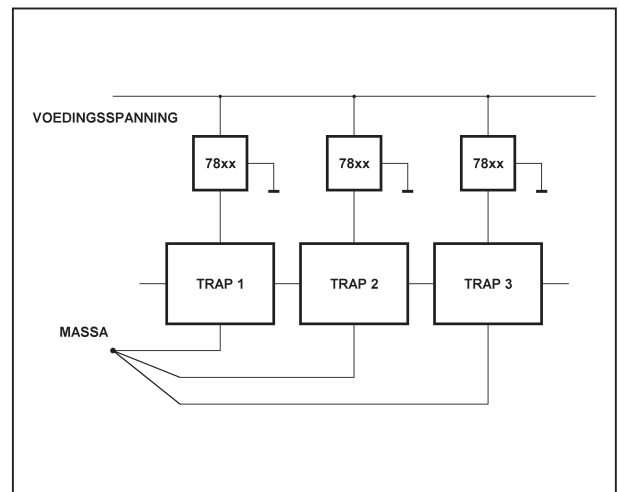 VOEDINGSSPANNING
78xx 78xx 78xx
TRAP 1 TRAP 2 TRAP 3
MASSA